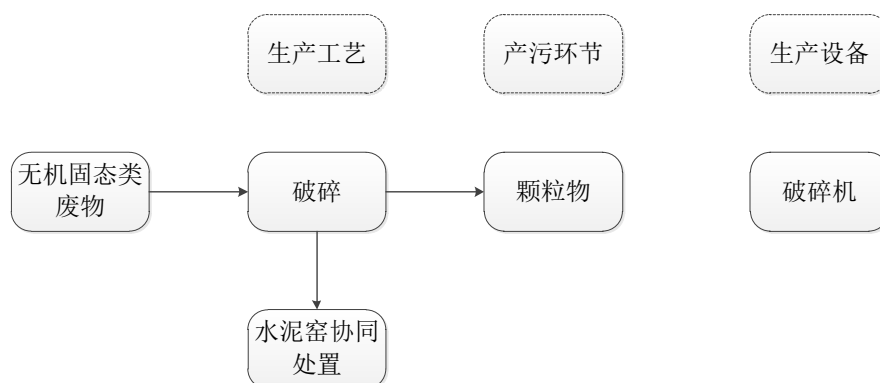 生产工艺
产污环节
生产设备
无机固态类
废物
破碎
颗粒物
破碎机
水泥窑协同
处置